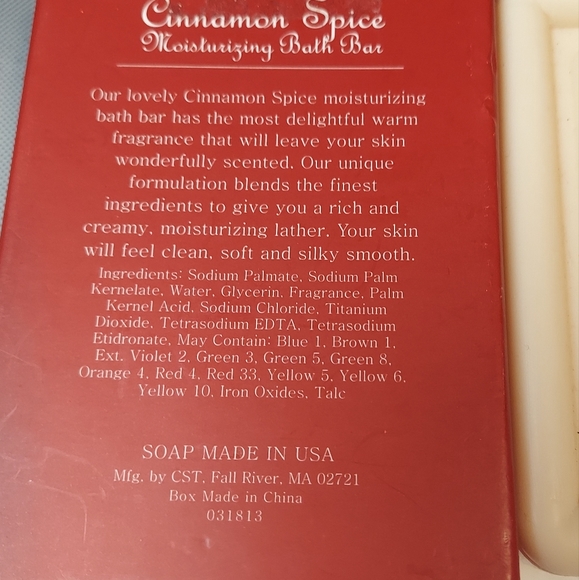 Cinnamon Spice
Moisturizing Bath Bar
Our lovely Cinnamon Spice moisturizing
bath bar has the most delightful warm
fragrance that will leave your skin
wonderfully scented. Our unique
formulation blends the finest
ingredients to give you a rich and
creamy, moisturizing lather. Your skin
will feel clean, soft and silky smooth.
Ingredients: Sodium Palmate, Sodium Palm
Kernelate, Water, Glycerin, Fragrance, Palm
Kernel Acid, Sodium Chloride, Titanium
Dioxide, Tetrasodium EDTA, Tetrasodium
Etidronate, May Contain: Blue 1, Brown 1,
Ext. Violet 2, Green 3, Green 5, Green 8,
Orange 4, Red 4, Red 33, Yellow 5, Yellow 6,
Yellow 10, Iron Oxides, Talc
SOAP MADE IN USA
Mfg. by CST, Fall River, MA 02721
Box Made in China
031813